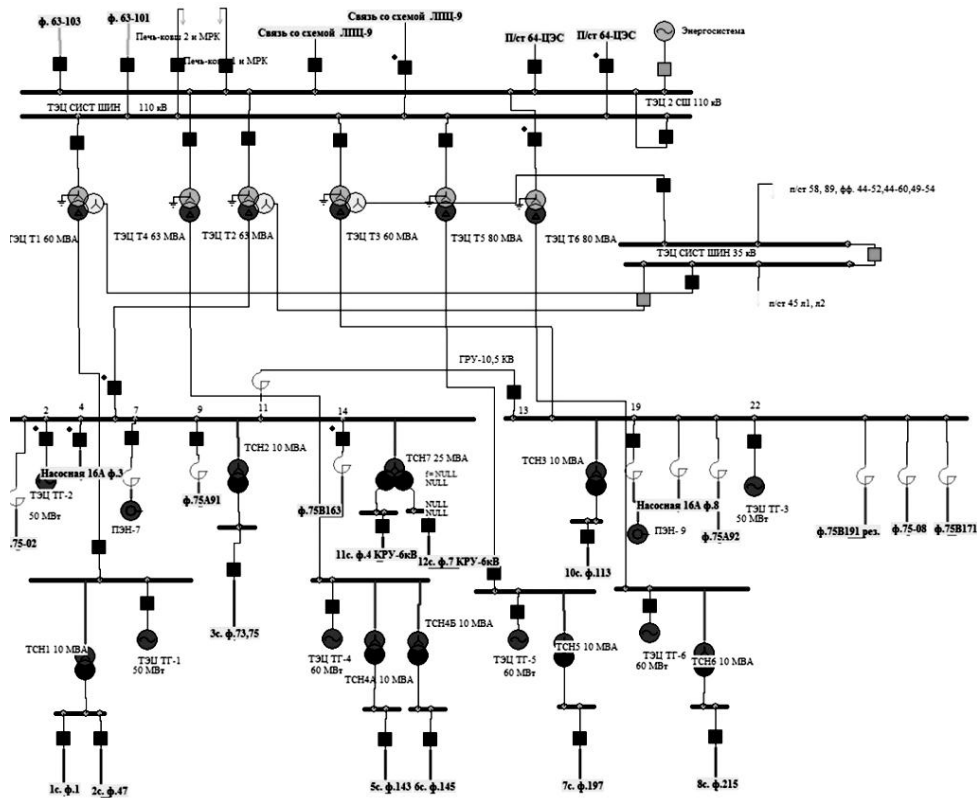 ф. 63-103
ф. 63-101
Печь-ковш 2 и МРК
Печь-ковш 1 и МРК
Связь со схемой ЛПЦ-9
Связь со схемой ЛПЦ-9
П/ст 64-ЦЭС
П/ст 64-ЦЭС
Энергосистема
ТЭЦ СИСТ ШИН 110 кВ
ТЭЦ 2 СШ 110 кВ
п/ст 58, 89, фф. 44-52,44-60,49-54
ТЭЦ Т1 60 МВА
ТЭЦ Т4 63 МВА
ТЭЦ Т2 63 МВА
ТЭЦ Т3 60 МВА
ТЭЦ Т5 80 МВА
ТЭЦ Т6 80 МВА
ТЭЦ СИСТ ШИН 35 кВ
п/ст 45 л1, л2
ГРУ-10,5 КВ
2
4
7
9
11
14
13
19
22
ТСН2 10 МВА
ТСН7 25 МВА
f= NULL
NULL
NULL
NULL
ТСН3 10 МВА
Насосная 16А ф.3
ТЭЦ ТГ-2
50 МВт
ПЭН-7
ф.75А91
ф.75В163
Насосная 16А ф.8
ТЭЦ ТГ-3
50 МВт
ПЭН- 9
ф.75А92
ф.75В191 рез.
ф.75-08
ф.75В171
.75-02
11с. ф.4 КРУ-6кВ
12с. ф.7 КРУ-6кВ
10с. ф.113
3с. ф.73,75
ТСН1 10 МВА
ТЭЦ ТГ-1
50 МВт
ТЭЦ ТГ-4
60 МВт
ТСН4Б 10 МВА
ТСН4А 10 МВА
ТЭЦ ТГ-5
60 МВт
ТСН5 10 МВА
ТЭЦ ТГ-6
60 МВт
ТСН6 10 МВА
1с. ф.1
2с. ф.47
5с. ф.143
6с. ф.145
7с. ф.197
8с. ф.215